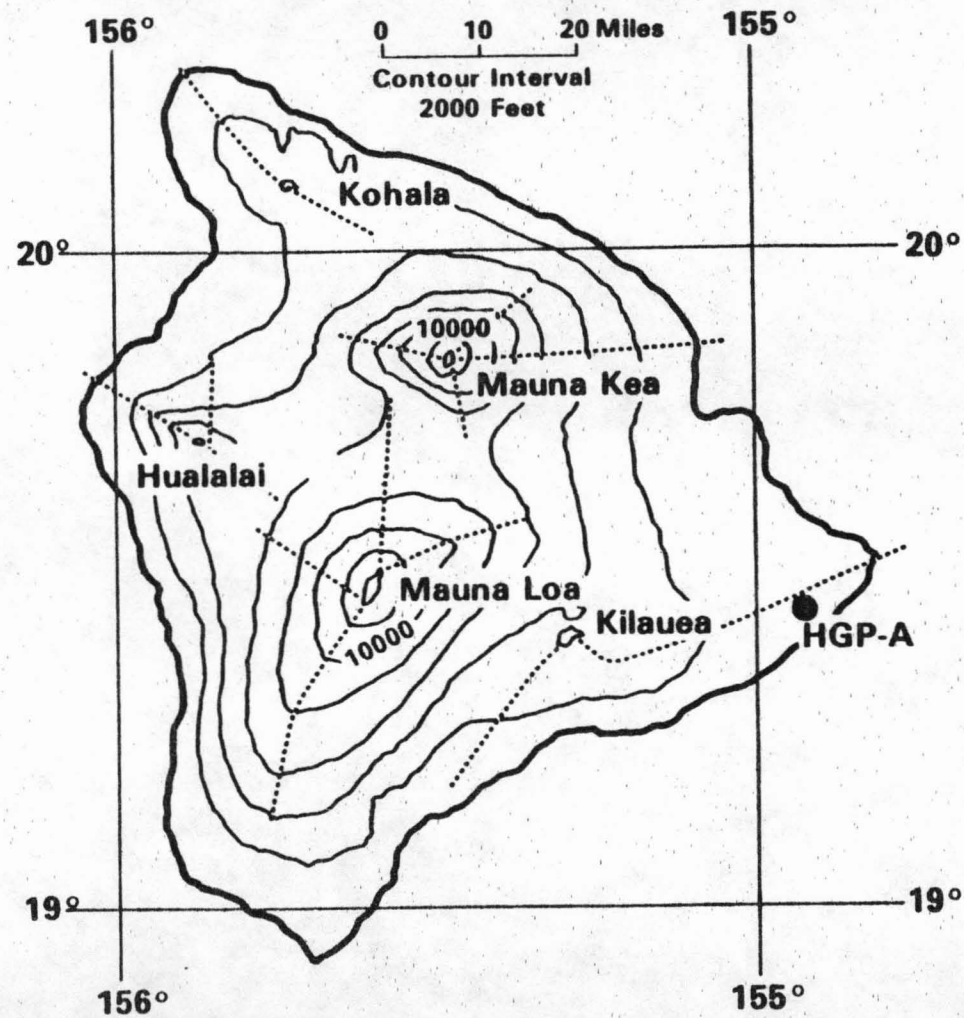 156°
0 10 20 Miles
155°
Contour Interval
2000 Feet
Kohala
20°
20°
10000
Mauna Kea
Hualalai
Mauna Loa
Kilauea
10000
HGP-A
19°
19°
156°
155°